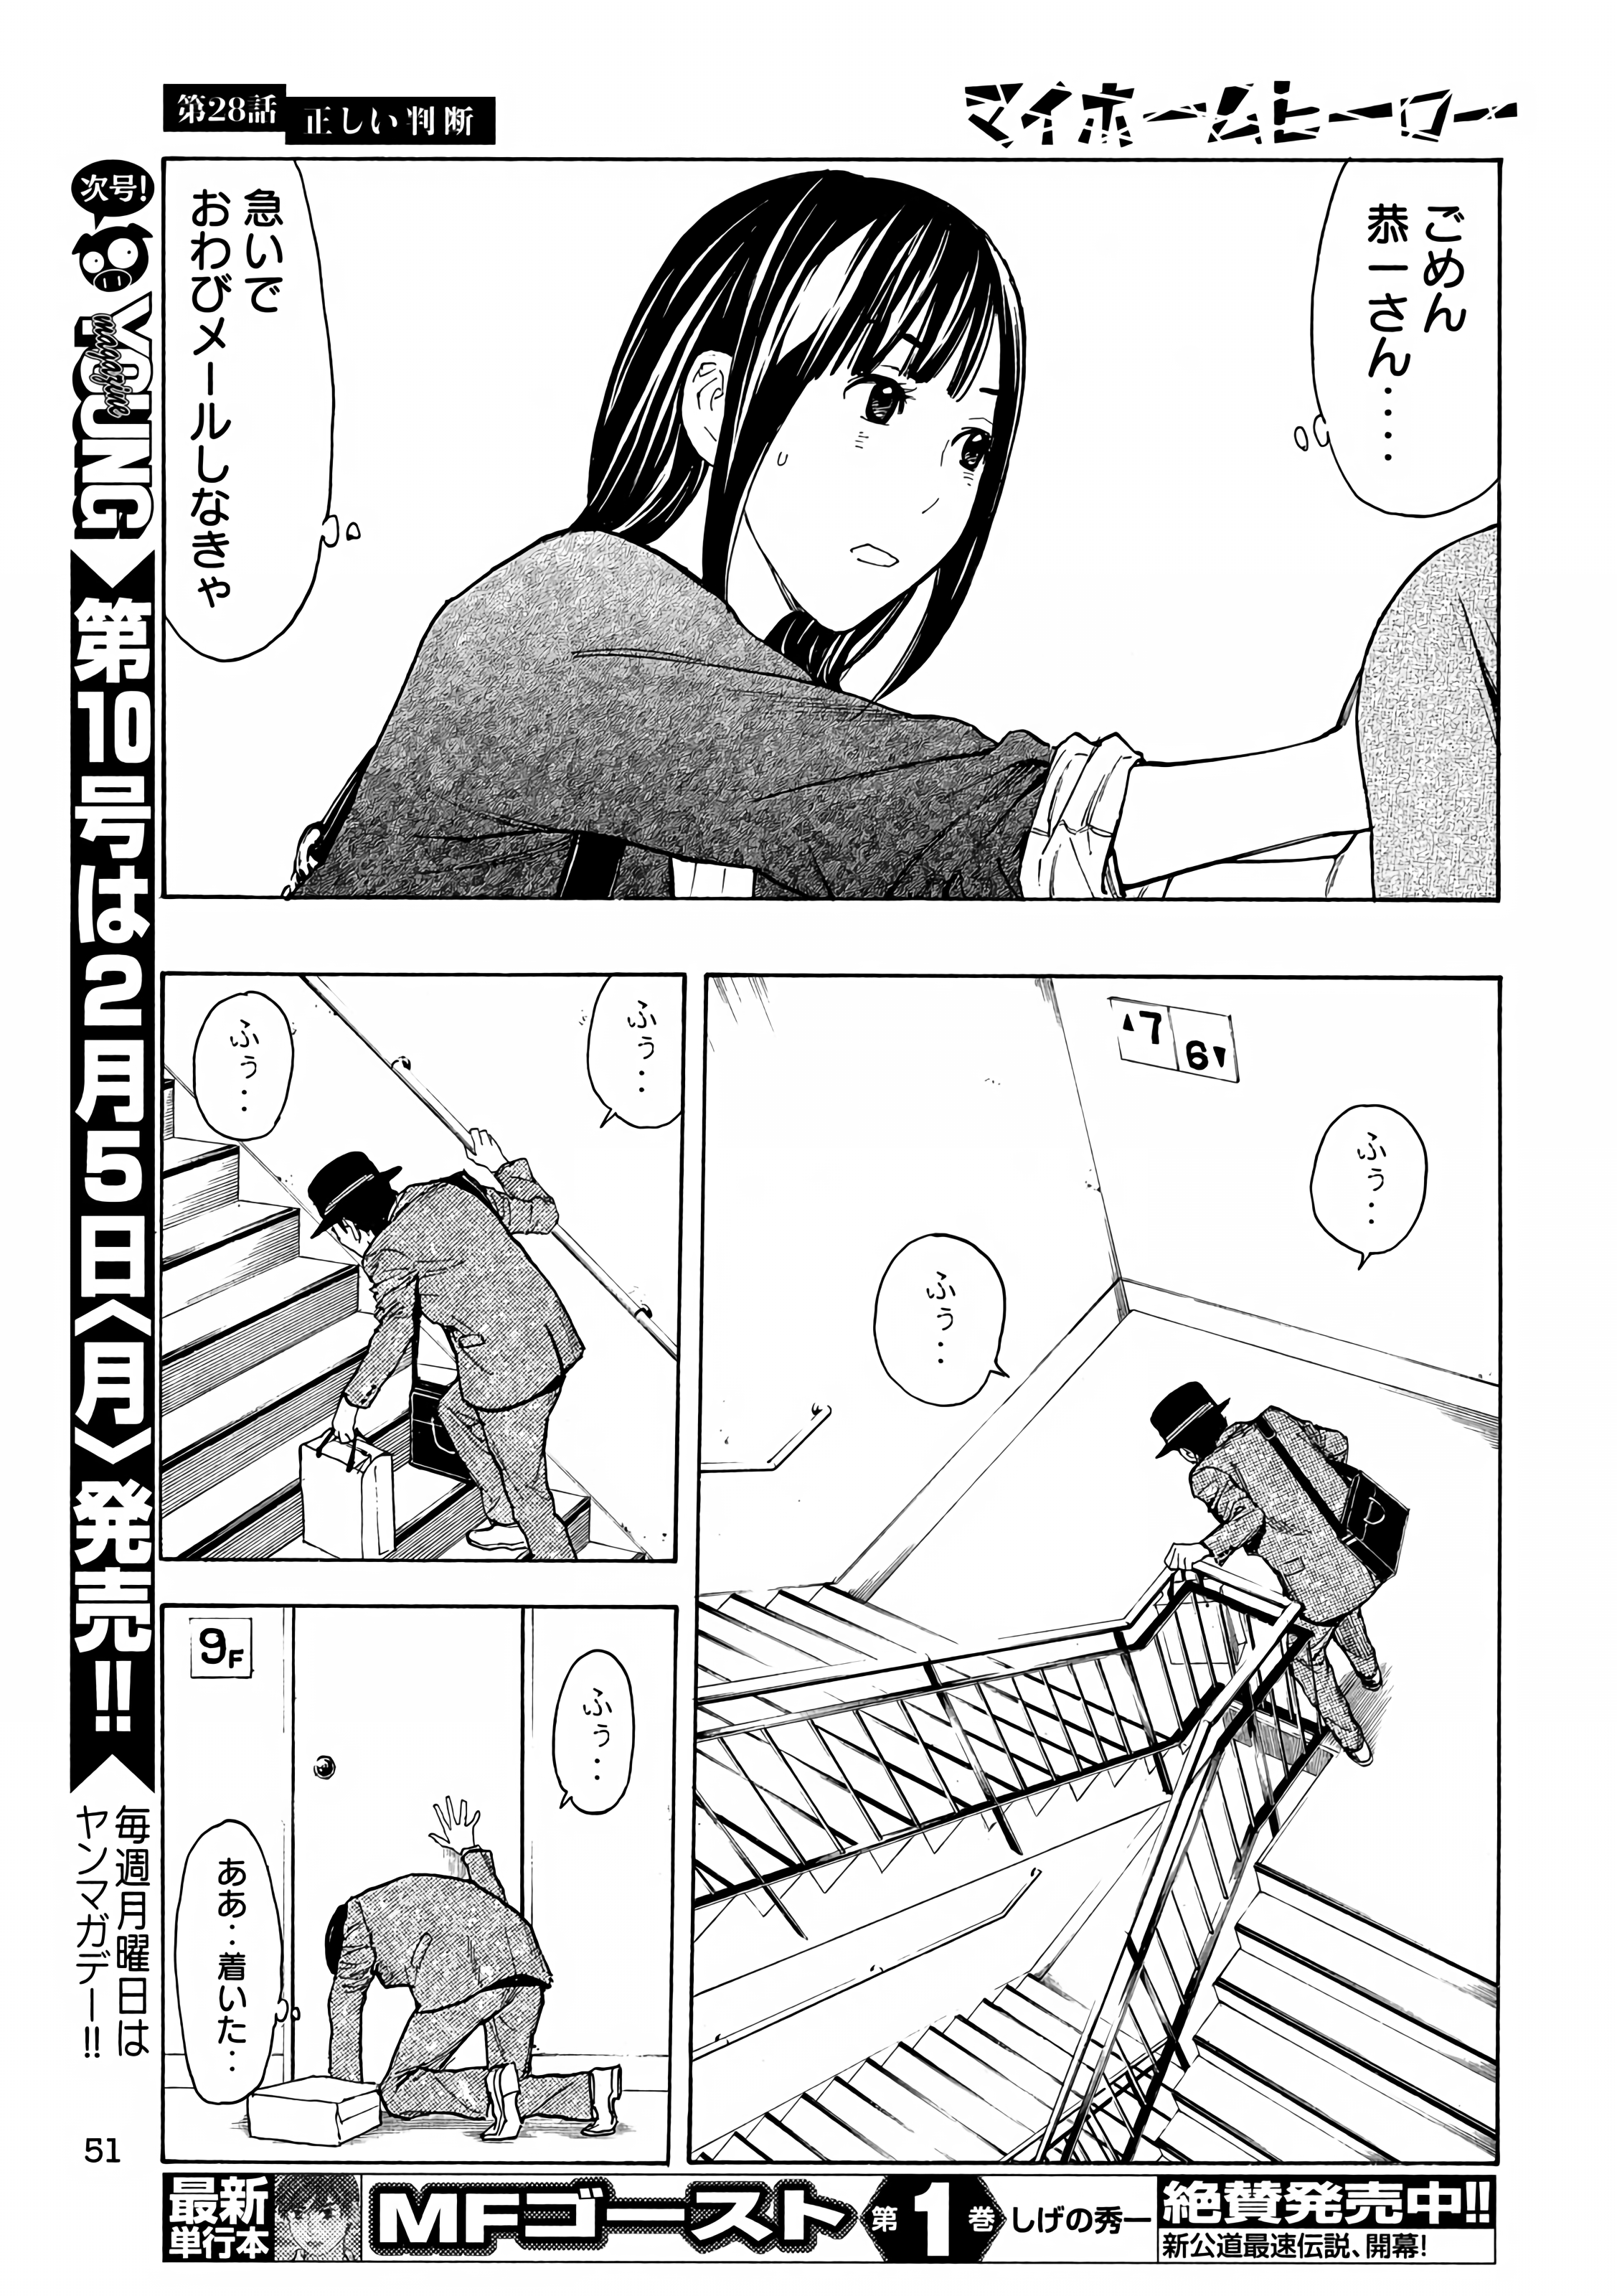 第28話
正しい判断
マイホームヒーロー
ごめん
恭一さん‥‥
急いで
おわびメールしなきゃ
▲7
6▼
ふぅ‥
ふぅ‥
ふぅ‥
ふぅ‥
9F
ふぅ‥
ああ‥着いた‥
次号!
YOUNG
magazine
第10号は2月5日〈月〉発売!!
毎週月曜日は
ヤンマガデー!!
51
最新
単行本
MFゴースト
第1巻
しげの秀一
絶賛発売中!!
新公道最速伝説、開幕!